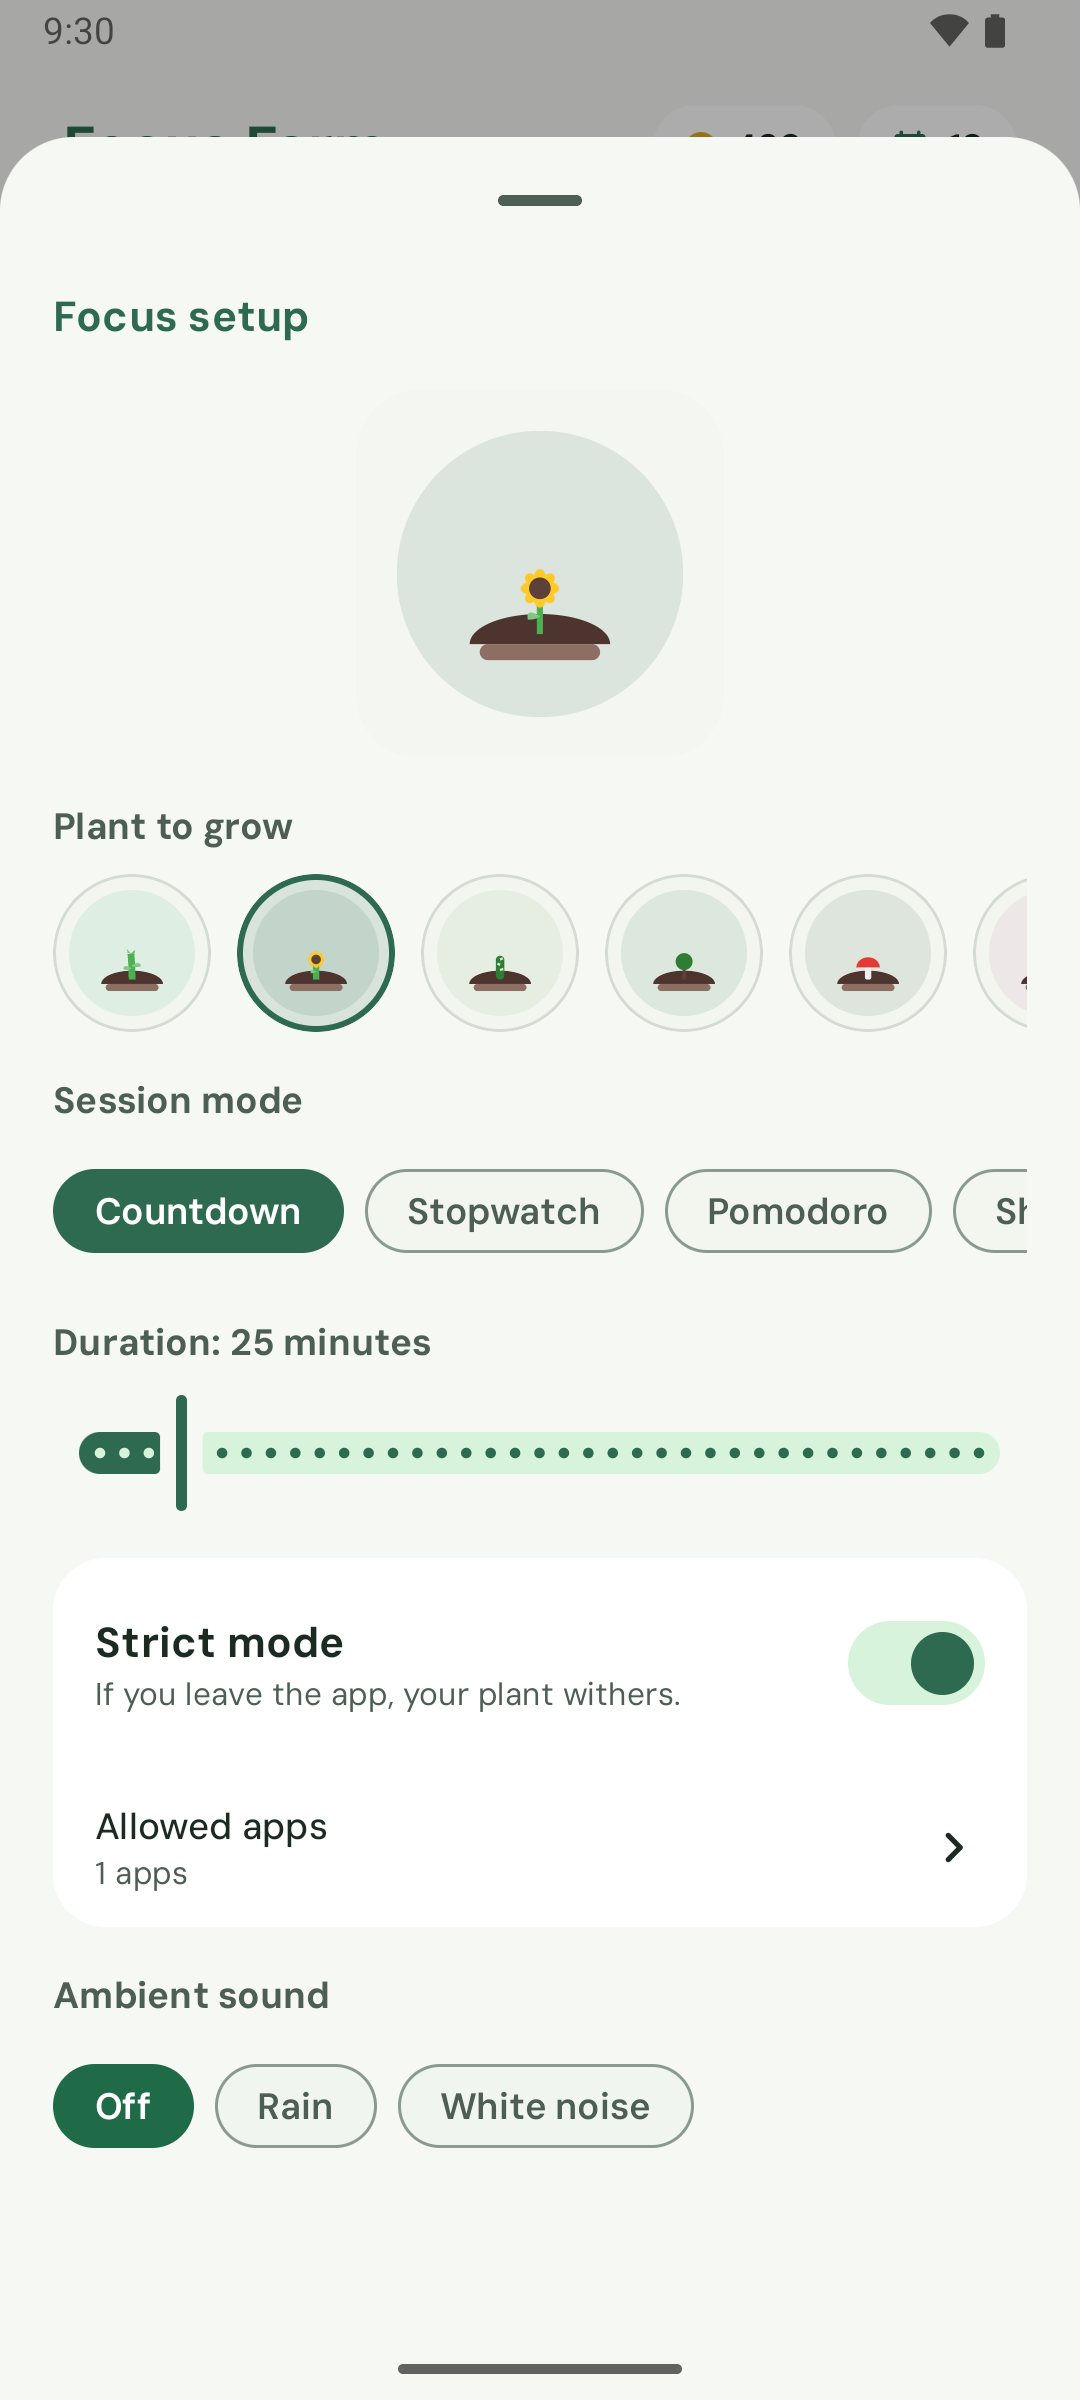 9:30
Focus setup
Plant to grow
Session mode
Countdown
Stopwatch
Pomodoro
Duration: 25 minutes
Strict mode
If you leave the app, your plant withers.
Allowed apps
1 apps
Ambient sound
Off
Rain
White noise